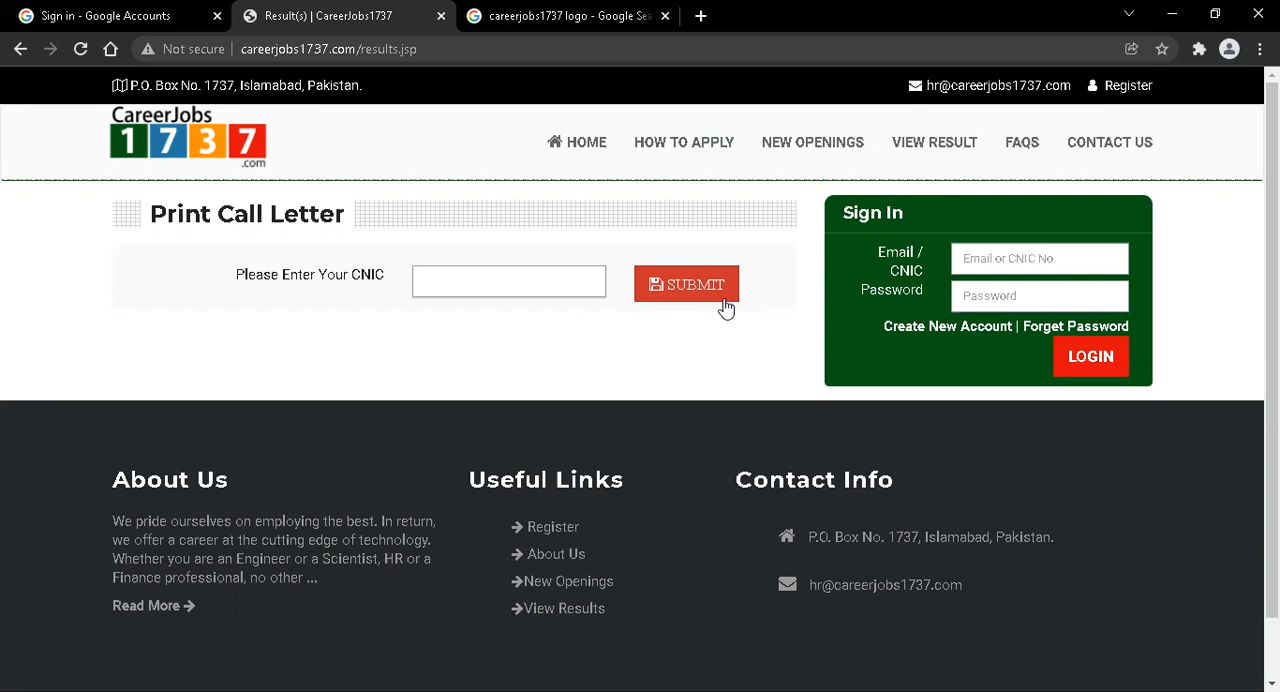 Sign in - Google Accounts
Result(s) | CareerJobs1737
careerjobs1737 logo - Google Sea
Not secure
careerjobs1737.com/results.jsp
P.O. Box No. 1737, Islamabad, Pakistan.
hr@careerjobs1737.com
Register
CareerJobs
1737
.com
HOME
HOW TO APPLY
NEW OPENINGS
VIEW RESULT
FAQS
CONTACT US
Print Call Letter
Please Enter Your CNIC
SUBMIT
Sign In
Email /
CNIC
Email or CNIC No.
Password
Password
Create New Account | Forget Password
LOGIN
About Us
We pride ourselves on employing the best. In return,
we offer a career at the cutting edge of technology.
Whether you are an Engineer or a Scientist, HR or a
Finance professional, no other ...
Read More
Useful Links
Register
About Us
New Openings
View Results
Contact Info
P.O. Box No. 1737, Islamabad, Pakistan.
hr@careerjobs1737.com